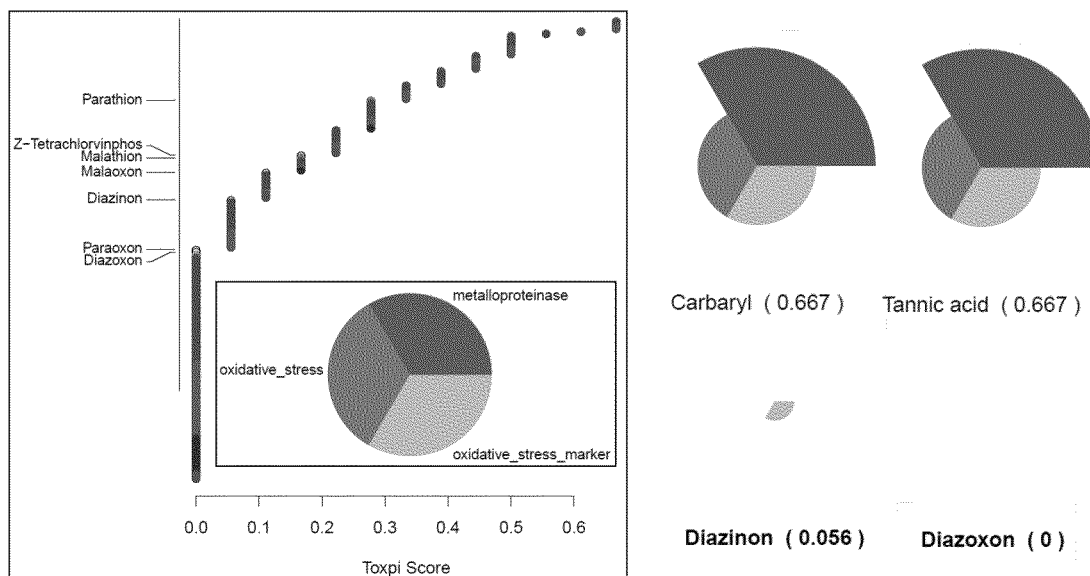 Parathion
Z-Tetrachlorvinphos
Malathion
Malaoxon
Diazinon
Paraoxon
Diazoxon
metalloproteinase
oxidative_stress
oxidative_stress_marker
0.0 0.1 0.2 0.3 0.4 0.5 0.6
Toxpi Score
Carbaryl ( 0.667 ) Tannic acid ( 0.667 )
Diazinon ( 0.056 ) Diazoxon ( 0 )